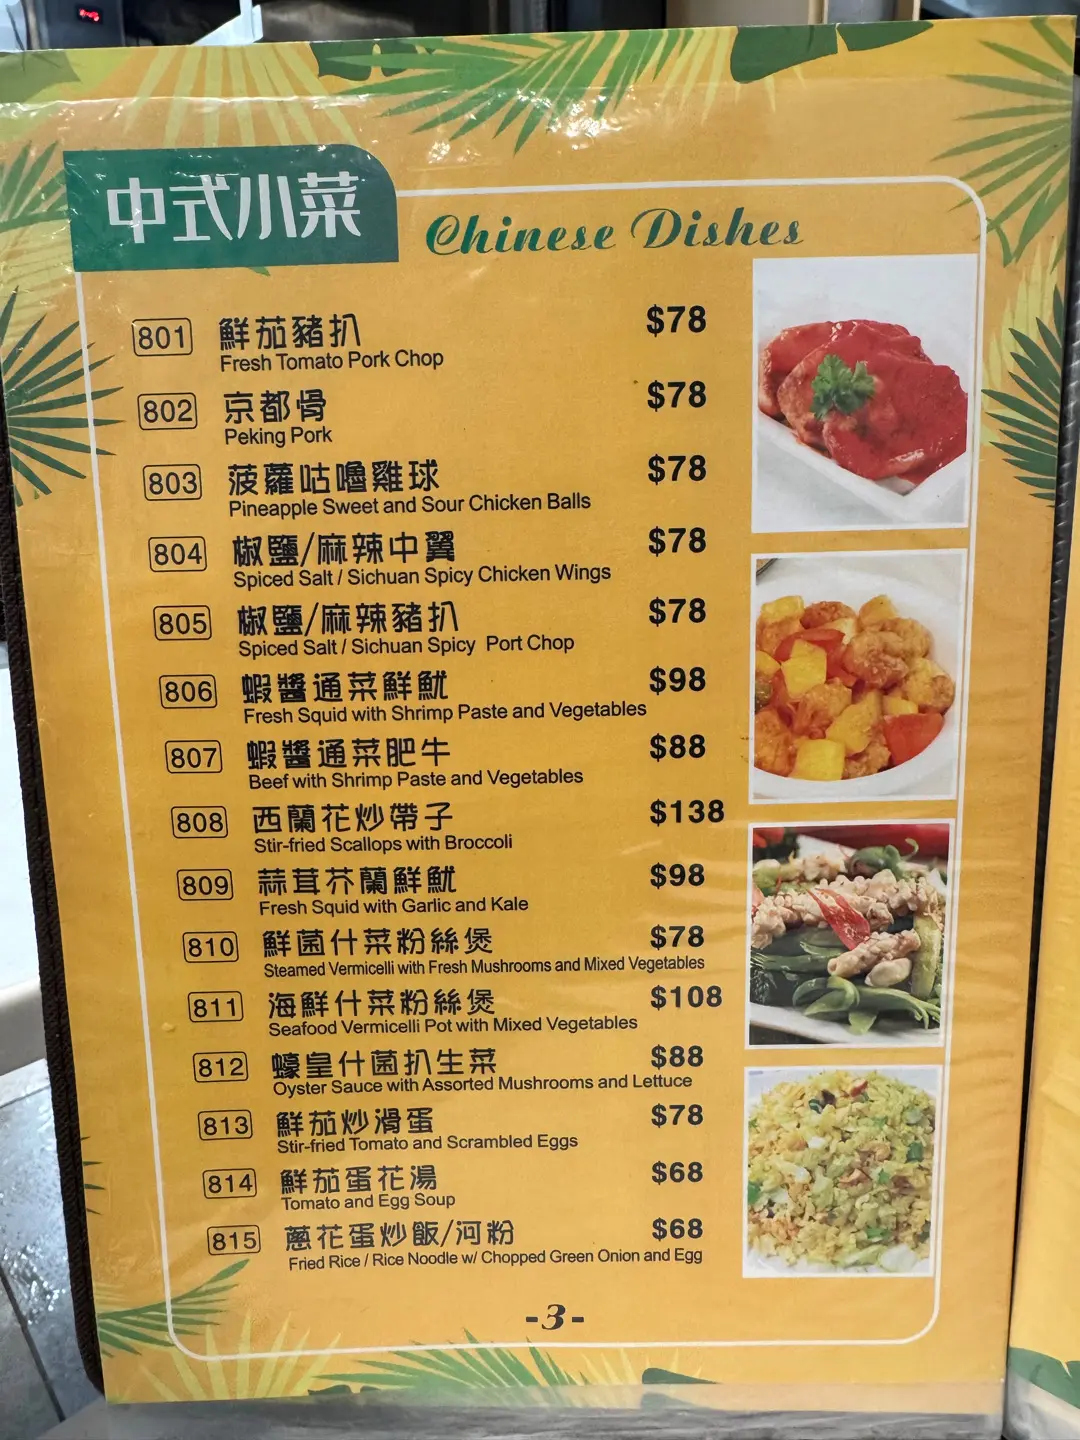 中式小菜
Chinese Dishes
801 鮮茄豬扒 $78
Fresh Tomato Pork Chop
802 京都骨 $78
Peking Pork
803 菠蘿咕嚕雞球 $78
Pineapple Sweet and Sour Chicken Balls
804 椒鹽/麻辣中翼 $78
Spiced Salt / Sichuan Spicy Chicken Wings
805 椒鹽/麻辣豬扒 $78
Spiced Salt / Sichuan Spicy Port Chop
806 蝦醬通菜鮮魷 $98
Fresh Squid with Shrimp Paste and Vegetables
807 蝦醬通菜肥牛 $88
Beef with Shrimp Paste and Vegetables
808 西蘭花炒帶子 $138
Stir-fried Scallops with Broccoli
809 蒜茸芥蘭鮮魷 $98
Fresh Squid with Garlic and Kale
810 鮮菌什菜粉絲煲 $78
Steamed Vermicelli with Fresh Mushrooms and Mixed Vegetables
811 海鮮什菜粉絲煲 $108
Seafood Vermicelli Pot with Mixed Vegetables
812 蠔皇什菌扒生菜 $88
Oyster Sauce with Assorted Mushrooms and Lettuce
813 鮮茄炒滑蛋 $78
Stir-fried Tomato and Scrambled Eggs
814 鮮茄蛋花湯 $68
Tomato and Egg Soup
815 蔥花蛋炒飯/河粉 $68
Fried Rice / Rice Noodle w/ Chopped Green Onion and Egg
-3-